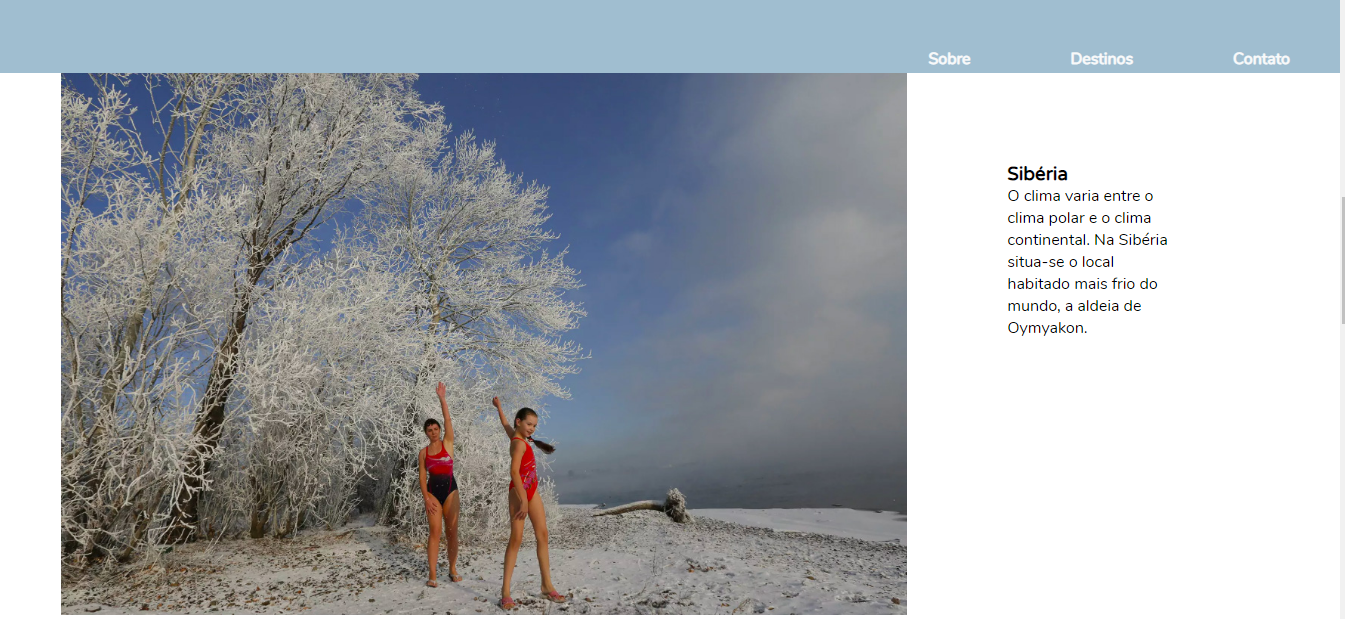 Sobre Destinos Contato
Sibéria
O clima varia entre o
clima polar e o clima
continental. Na Sibéria
situa-se o local
habitado mais frio do
mundo, a aldeia de
Oymyakon.